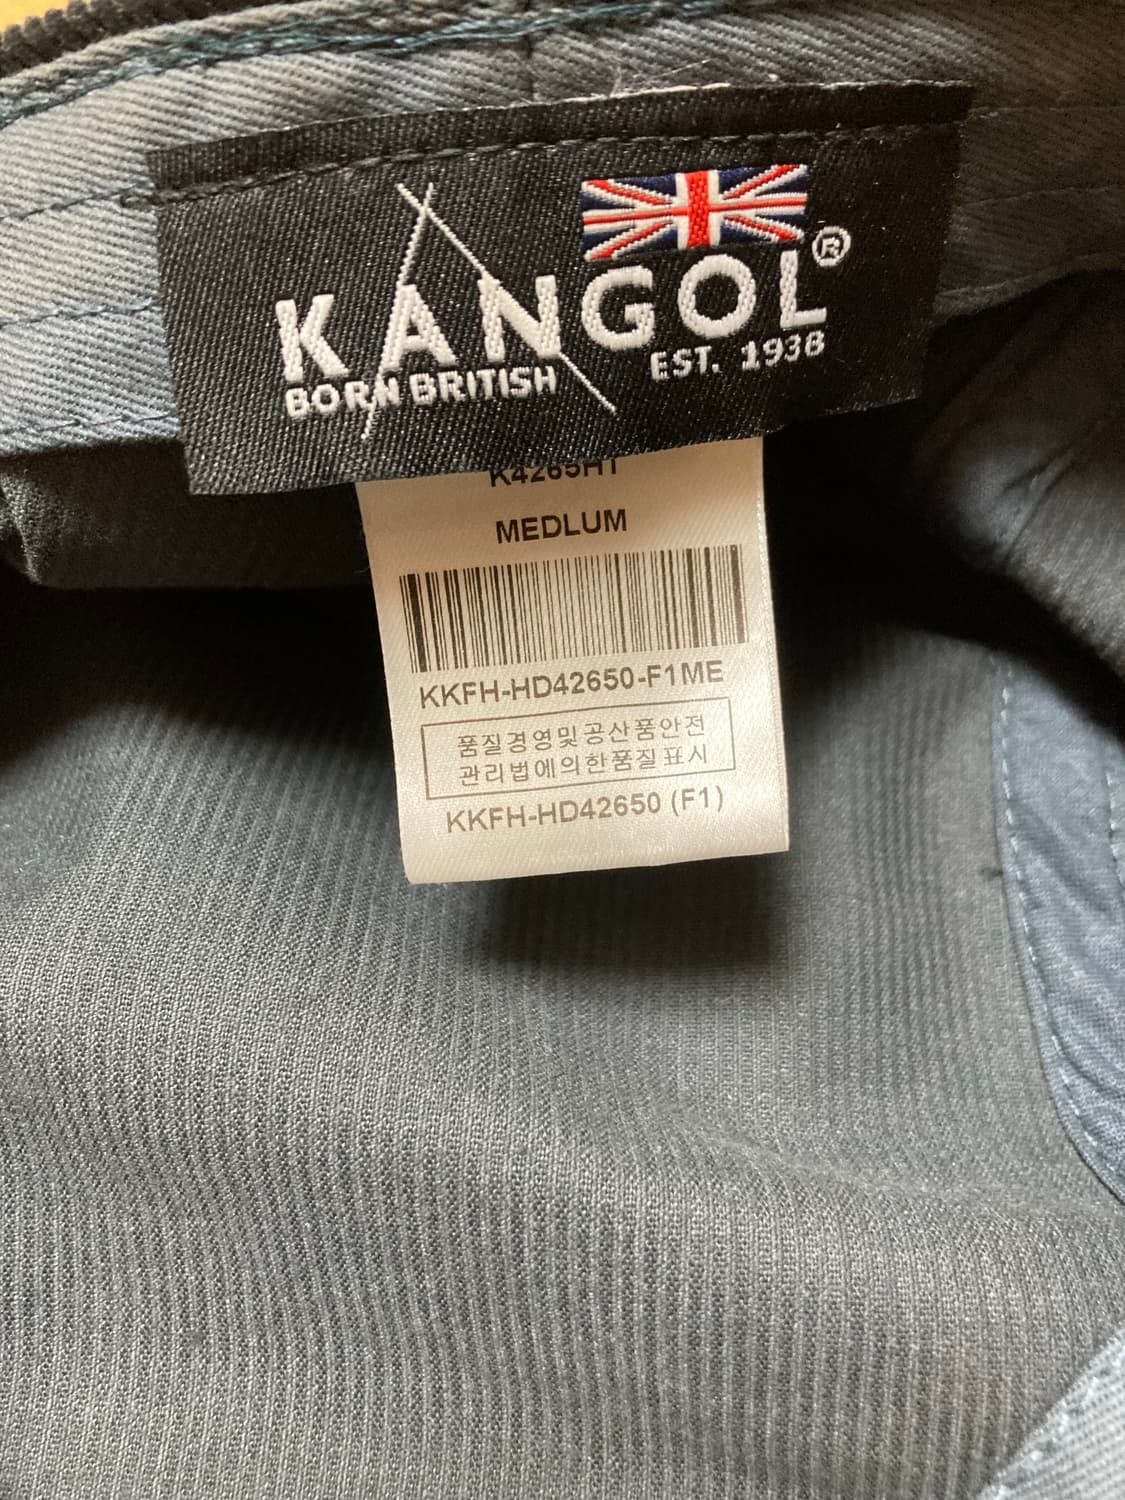 KANGOL®
BORN BRITISH EST. 1938
K4265HT
MEDLUM
KKFH-HD42650-F1ME
품질경영및공산품안전
관리법에의한품질표시
KKFH-HD42650 (F1)